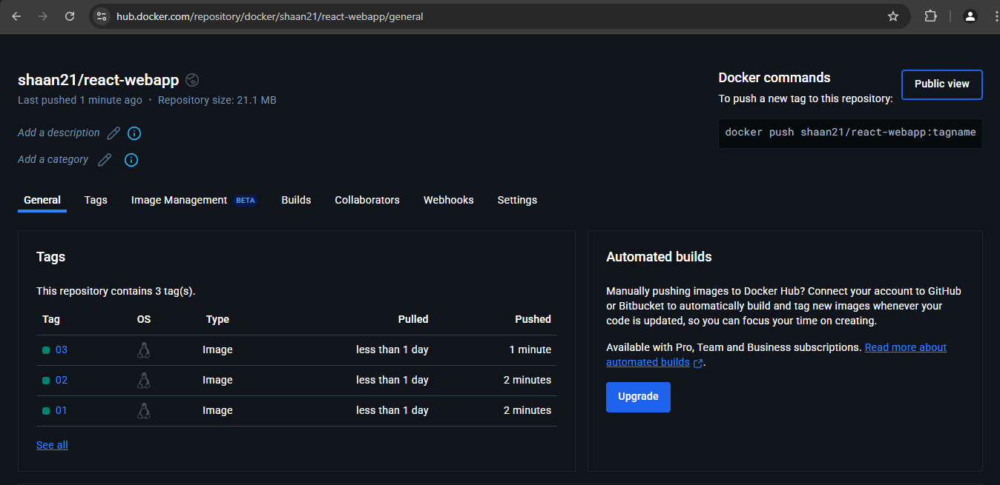 hub.docker.com/repository/docker/shaan21/react-webapp/general
shaan21/react-webapp
Last pushed 1 minute ago • Repository size: 21.1 MB
Add a description
Add a category
Docker commands
Public view
To push a new tag to this repository:
docker push shaan21/react-webapp:tagname
General Tags Image Management BETA Builds Collaborators Webhooks Settings
Tags
This repository contains 3 tag(s).
Tag OS Type Pulled Pushed
03 Image less than 1 day 1 minute
02 Image less than 1 day 2 minutes
01 Image less than 1 day 2 minutes
See all
Automated builds
Manually pushing images to Docker Hub? Connect your account to GitHub
or Bitbucket to automatically build and tag new images whenever your
code is updated, so you can focus your time on creating.
Available with Pro, Team and Business subscriptions. Read more about
automated builds .
Upgrade